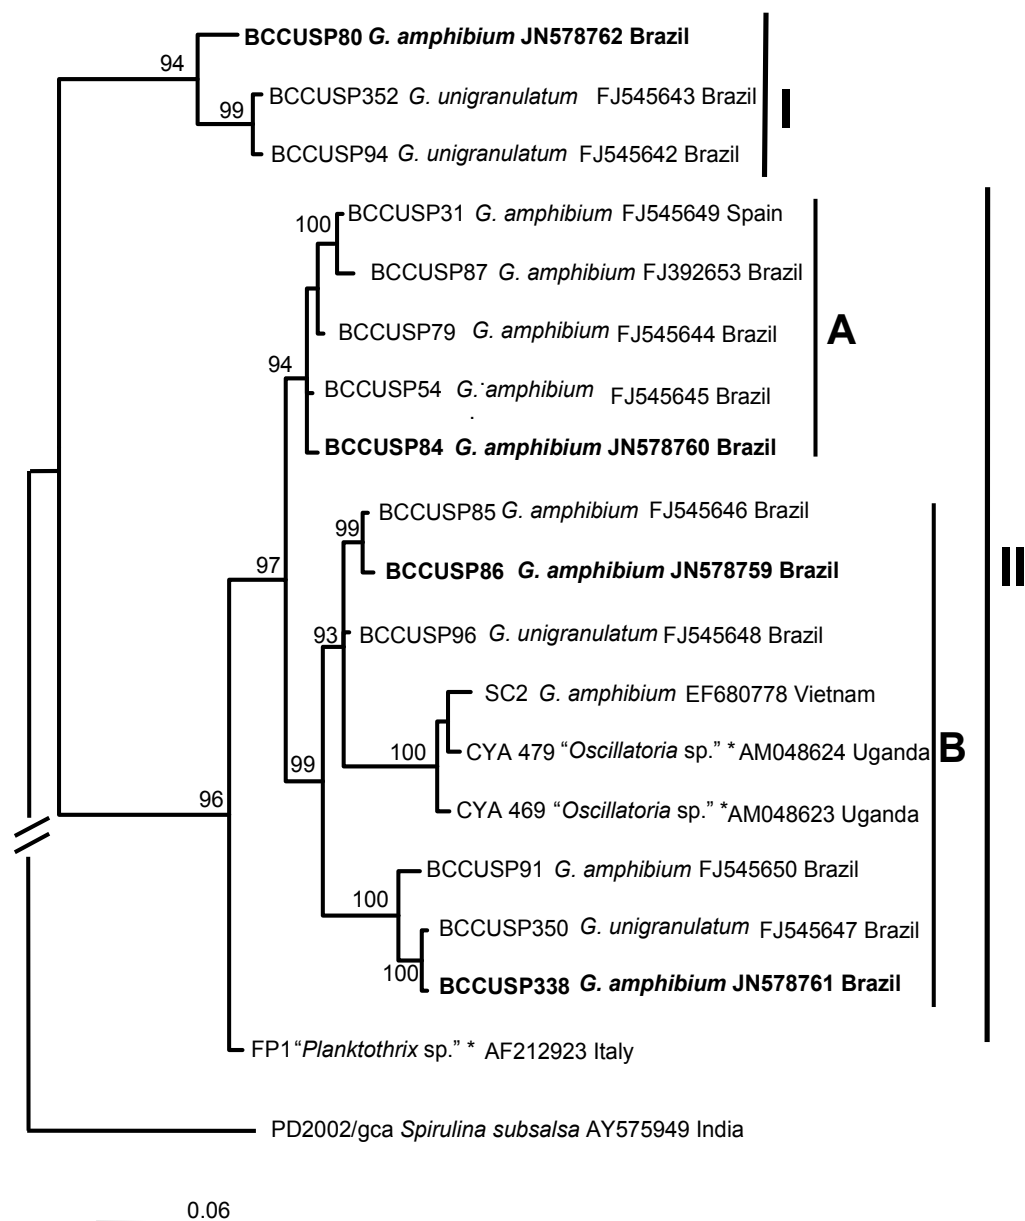 BCCUSP80 G. amphibium JN578762 Brazil
94
BCCUSP352 G. unigranulatum FJ545643 Brazil
I
99
BCCUSP94 G. unigranulatum FJ545642 Brazil
BCCUSP31 G. amphibium FJ545649 Spain
100
BCCUSP87 G. amphibium FJ392653 Brazil
BCCUSP79 G. amphibium FJ545644 Brazil
A
94
BCCUSP54 G. amphibium FJ545645 Brazil
BCCUSP84 G. amphibium JN578760 Brazil
BCCUSP85 G. amphibium FJ545646 Brazil
99
BCCUSP86 G. amphibium JN578759 Brazil
II
97
93
BCCUSP96 G. unigranulatum FJ545648 Brazil
SC2 G. amphibium EF680778 Vietnam
100
CYA 479 “Oscillatoria sp.” *AM048624 Uganda
B
99
96
CYA 469 “Oscillatoria sp.” *AM048623 Uganda
BCCUSP91 G. amphibium FJ545650 Brazil
100
BCCUSP350 G. unigranulatum FJ545647 Brazil
100
BCCUSP338 G. amphibium JN578761 Brazil
FP1“Planktothrix sp.” * AF212923 Italy
PD2002/gca Spirulina subsalsa AY575949 India
0.06